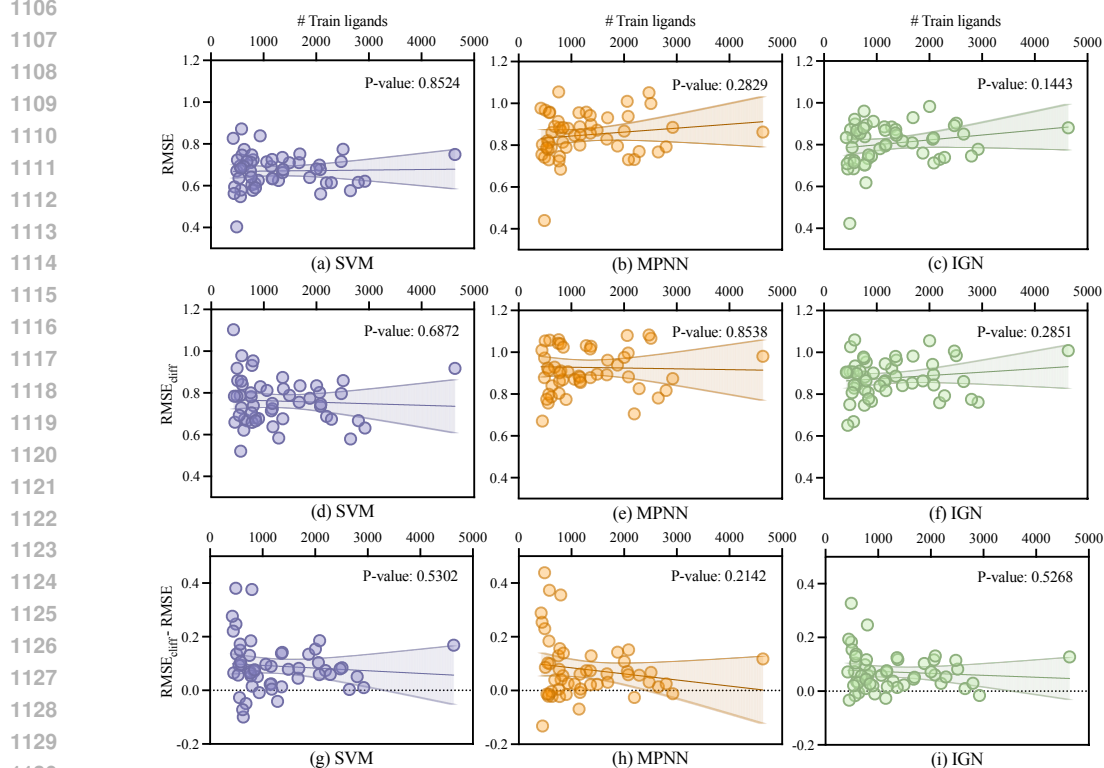 1106
1107
1108
1109
1110
1111
1112
1113
1114
1115
1116
1117
1118
1119
1120
1121
1122
1123
1124
1125
1126
1127
1128
1129
# Train ligands # Train ligands # Train ligands
0 1000 2000 3000 4000 5000 0 1000 2000 3000 4000 5000 0 1000 2000 3000 4000 5000
RMSE
1.2 1.0 0.8 0.6 0.4
1.2 1.0 0.8 0.6 0.4
1.2 1.0 0.8 0.6 0.4
P-value: 0.8524 P-value: 0.2829 P-value: 0.1443
(a) SVM (b) MPNN (c) IGN
0 1000 2000 3000 4000 5000 0 1000 2000 3000 4000 5000 0 1000 2000 3000 4000 5000
RMSEcliff
1.2 1.0 0.8 0.6 0.4
1.2 1.0 0.8 0.6 0.4
1.2 1.0 0.8 0.6 0.4
P-value: 0.6872 P-value: 0.8538 P-value: 0.2851
(d) SVM (e) MPNN (f) IGN
0 1000 2000 3000 4000 5000 0 1000 2000 3000 4000 5000 0 1000 2000 3000 4000 5000
RMSEcliff- RMSE
0.4 0.2 0.0 -0.2
0.4 0.2 0.0 -0.2
0.4 0.2 0.0 -0.2
P-value: 0.5302 P-value: 0.2142 P-value: 0.5268
(g) SVM (h) MPNN (i) IGN